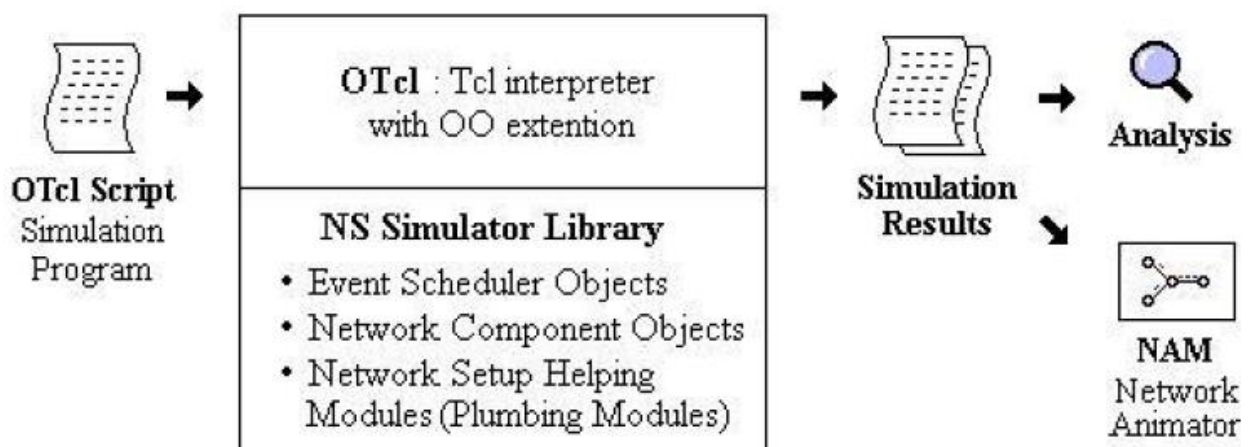 OTcl Script
Simulation
Program
OTcl : Tcl interpreter
with OO extention
NS Simulator Library
• Event Scheduler Objects
• Network Component Objects
• Network Setup Helping
Modules (Plumbing Modules)
Simulation
Results
Analysis
NAM
Network
Animator